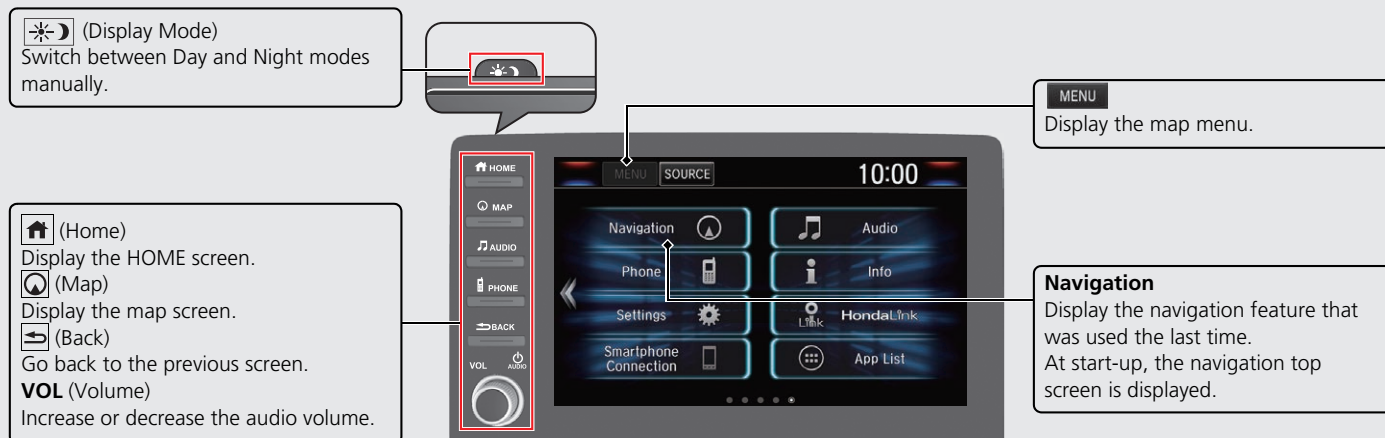 (Display Mode)
Switch between Day and Night modes
manually.
MENU
Display the map menu.
HOME
MAP
AUDIO
PHONE
BACK
VOL AUDIO
MENU SOURCE 10:00
Navigation Audio
Phone Info
Settings Link HondaLink
Smartphone
Connection
App List
(Home)
Display the HOME screen.
(Map)
Display the map screen.
(Back)
Go back to the previous screen.
VOL (Volume)
Increase or decrease the audio volume.
Navigation
Display the navigation feature that
was used the last time.
At start-up, the navigation top
screen is displayed.